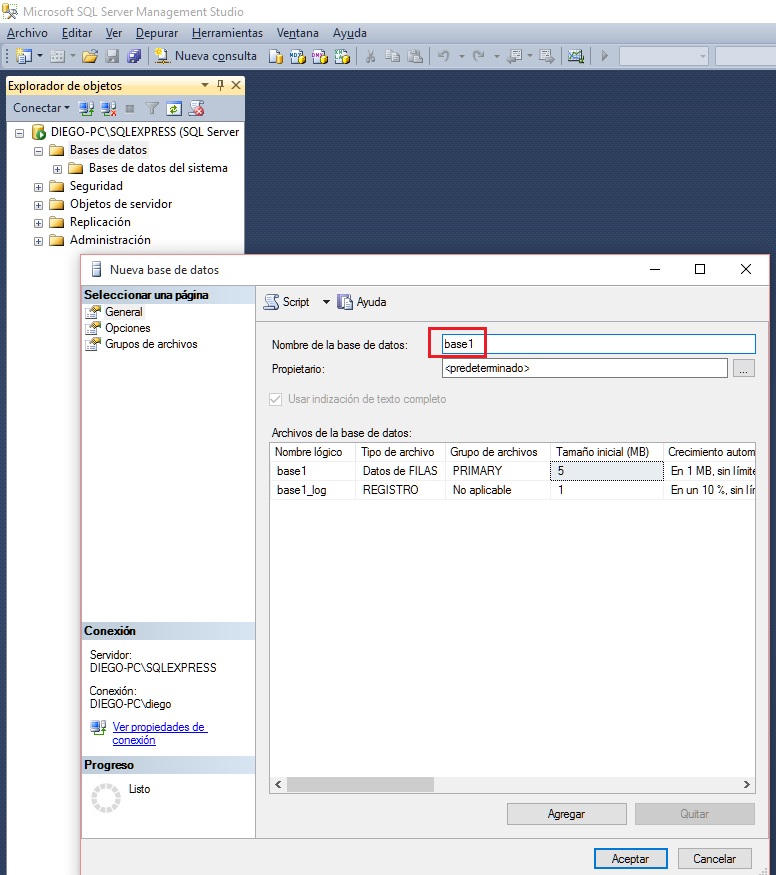 Microsoft SQL Server Management Studio
Archivo Editar Ver Depurar Herramientas Ventana Ayuda
Nueva consulta
Explorador de objetos
Conectar
DIEGO-PC\SQLEXPRESS (SQL Server
Bases de datos
Bases de datos del sistema
Seguridad
Objetos de servidor
Replicación
Administración
Nueva base de datos
Seleccionar una página
General
Opciones
Grupos de archivos
Script Ayuda
Nombre de la base de datos: base1
Propietario: <predeterminado> ...
Usar indización de texto completo
Archivos de la base de datos:
Nombre lógico Tipo de archivo Grupo de archivos Tamaño inicial (MB) Crecimiento autom
base1 Datos de FILAS PRIMARY 5 En 1 MB, sin límite
base1_log REGISTRO No aplicable 1 En un 10 %, sin lír
Conexión
Servidor:
DIEGO-PC\SQLEXPRESS
Conexión:
DIEGO-PC\diego
Ver propiedades de
conexión
Progreso
Listo
Agregar Quitar
Aceptar Cancelar